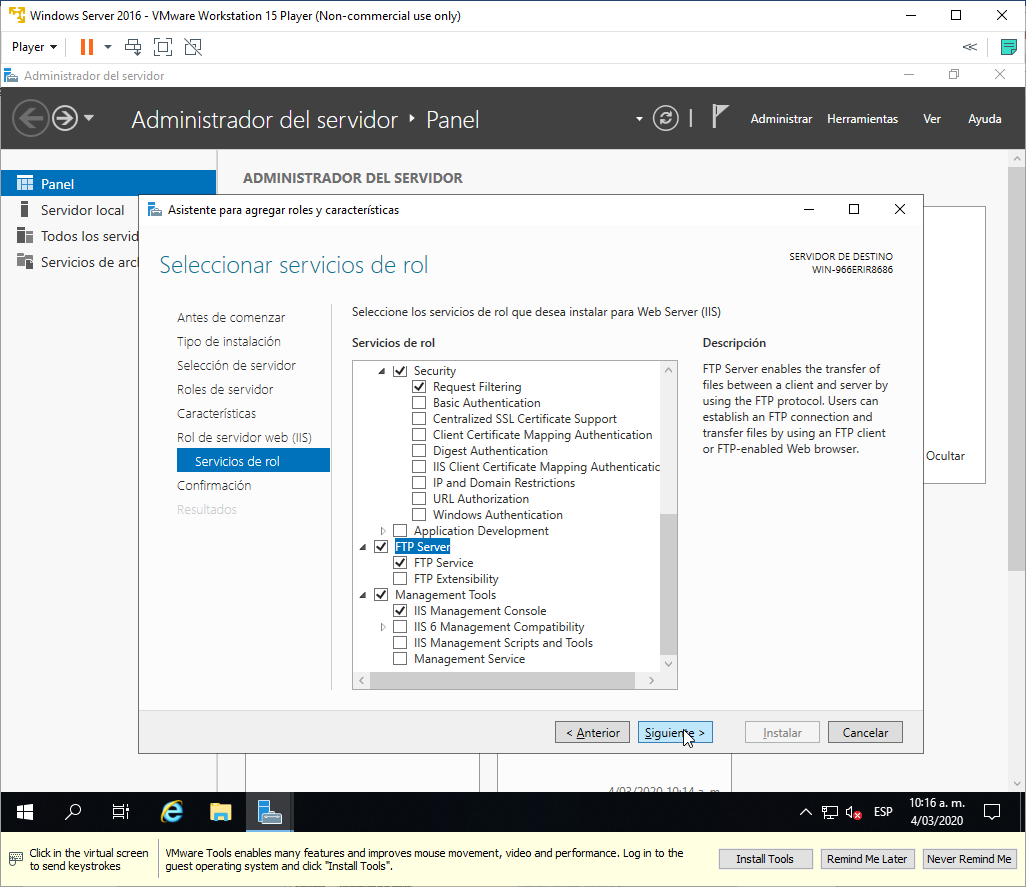 Windows Server 2016 - VMware Workstation 15 Player (Non-commercial use only)
Player
Administrador del servidor
Administrador del servidor Panel
Administrar Herramientas Ver Ayuda
Panel
Servidor local
Todos los servid
Servicios de arc
ADMINISTRADOR DEL SERVIDOR
Asistente para agregar roles y características
Seleccionar servicios de rol
SERVIDOR DE DESTINO
WIN-966ERIR8686
Antes de comenzar
Tipo de instalación
Selección de servidor
Roles de servidor
Características
Rol de servidor web (IIS)
Servicios de rol
Confirmación
Resultados
Seleccione los servicios de rol que desea instalar para Web Server (IIS)
Servicios de rol
Security
Request Filtering
Basic Authentication
Centralized SSL Certificate Support
Client Certificate Mapping Authentication
Digest Authentication
IIS Client Certificate Mapping Authenticatic
IP and Domain Restrictions
URL Authorization
Windows Authentication
Application Development
FTP Server
FTP Service
FTP Extensibility
Management Tools
IIS Management Console
IIS 6 Management Compatibility
IIS Management Scripts and Tools
Management Service
Descripción
FTP Server enables the transfer of
files between a client and server by
using the FTP protocol. Users can
establish an FTP connection and
transfer files by using an FTP client
or FTP-enabled Web browser.
Ocultar
< Anterior
Siguiente >
Instalar
Cancelar
4/03/2020 10:14 a. m.
ESP
10:16 a. m.
4/03/2020
Click in the virtual screen
to send keystrokes
VMware Tools enables many features and improves mouse movement, video and performance. Log in to the
guest operating system and click "Install Tools".
Install Tools
Remind Me Later
Never Remind Me